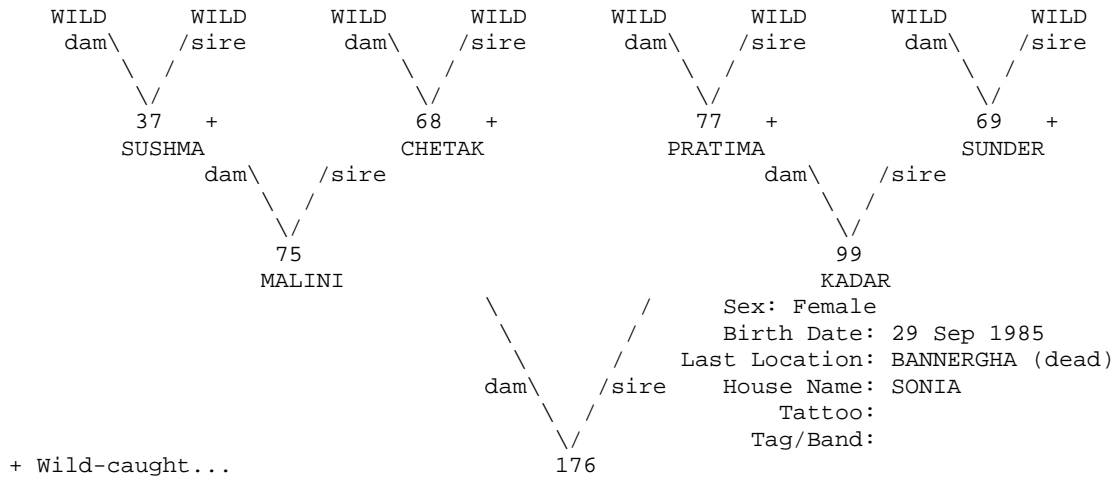 WILD WILD WILD WILD WILD WILD WILD WILD
dam\ /sire dam\ /sire dam\ /sire dam\ /sire
\ / \ / \ / \ /
\/ \/ \/ \/
37 + 68 + 77 + 69 +
SUSHMA CHETAK PRATIMA SUNDER
dam\ /sire dam\ /sire
\ / \ /
\/ \/
75 99
MALINI KADAR
\ / Sex: Female
\ / Birth Date: 29 Sep 1985
\ / Last Location: BANNERGHA (dead)
dam\ /sire House Name: SONIA
\ / Tattoo:
\/ Tag/Band:
+ Wild-caught... 176